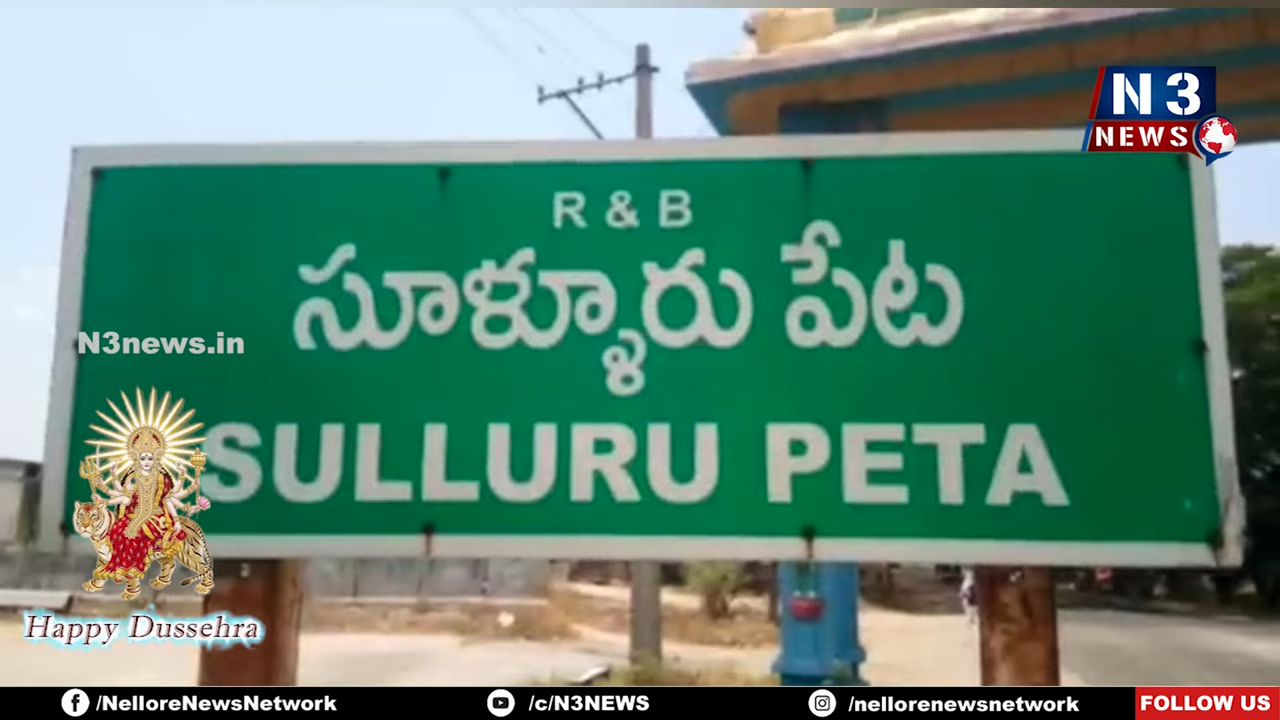 N 3
NEWS
R & B
సూళ్ళూరు పేట
N3news.in
SULLURU PETA
Happy Dussehra
/NelloreNewsNetwork
/c/N3NEWS
/nellorenewsnetwork
FOLLOW US